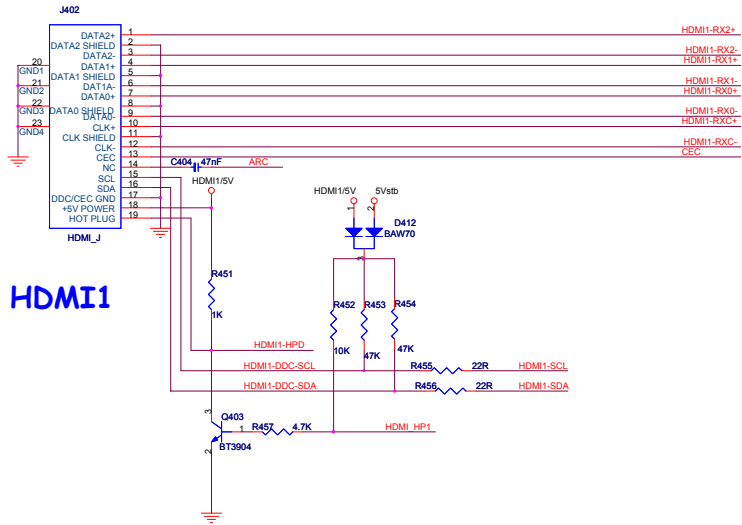 J402
DATA2+ 1 HDMI1-RX2+
DATA2 SHIELD 2
DATA2- 3 HDMI1-RX2-
20 DATA1+ 4 HDMI1-RX1+
GND1 DATA1 SHIELD 5
21 DAT1A- 6 HDMI1-RX1-
GND2 DATA0+ 7 HDMI1-RX0+
22 8
GND3 DATA0 SHIELD
DATA0- 9 HDMI1-RX0-
23 CLK+ 10 HDMI1-RXC+
GND4 CLK SHIELD 11
CLK- 12 HDMI1-RXC-
CEC 13 CEC
NC 14 C404 47nF ARC
SCL 15
SDA 16 HDMI1/5V HDMI1/5V 5Vstb
DDC/CEC GND 17
+5V POWER 18 1 2
HOT PLUG 19 D412
HDMI_J BAW70
3
HDMI1
R451 R452 R453 R454
1K 10K 47K 47K
HDMI1-HPD
HDMI1-DDC-SCL R455 22R HDMI1-SCL
HDMI1-DDC-SDA R456 22R HDMI1-SDA
3 Q403
1 R457 4.7K HDMI_HP1
2 BT3904